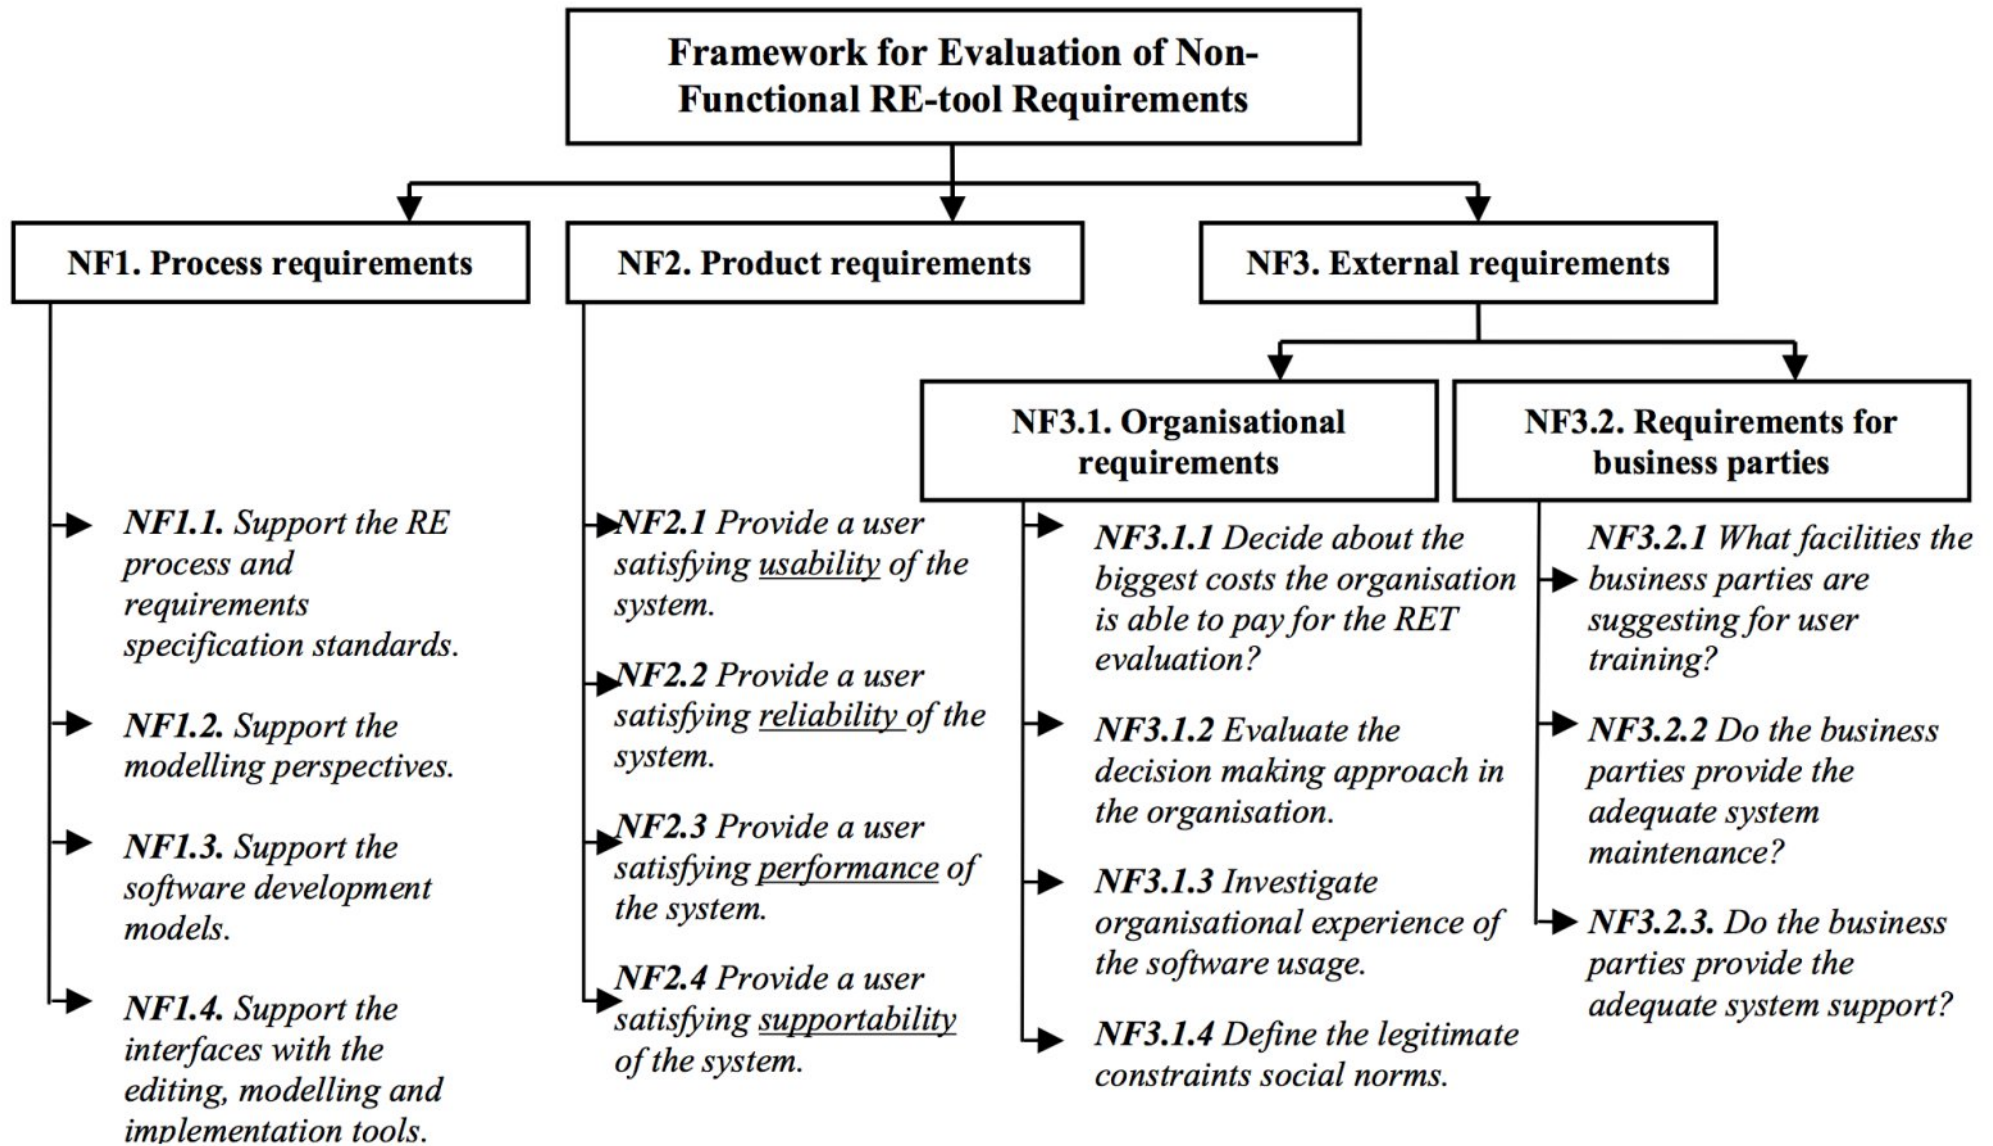 Framework for Evaluation of Non-
Functional RE-tool Requirements
NF1. Process requirements
NF2. Product requirements
NF3. External requirements
NF3.1. Organisational
requirements
NF3.2. Requirements for
business parties
NF1.1. Support the RE
process and
requirements
specification standards.
NF1.2. Support the
modelling perspectives.
NF1.3. Support the
software development
models.
NF1.4. Support the
interfaces with the
editing, modelling and
implementation tools.
NF2.1 Provide a user
satisfying usability of the
system.
NF2.2 Provide a user
satisfying reliability of the
system.
NF2.3 Provide a user
satisfying performance of
the system.
NF2.4 Provide a user
satisfying supportability
of the system.
NF3.1.1 Decide about the
biggest costs the organisation
is able to pay for the RET
evaluation?
NF3.1.2 Evaluate the
decision making approach in
the organisation.
NF3.1.3 Investigate
organisational experience of
the software usage.
NF3.1.4 Define the legitimate
constraints social norms.
NF3.2.1 What facilities the
business parties are
suggesting for user
training?
NF3.2.2 Do the business
parties provide the
adequate system
maintenance?
NF3.2.3. Do the business
parties provide the
adequate system support?